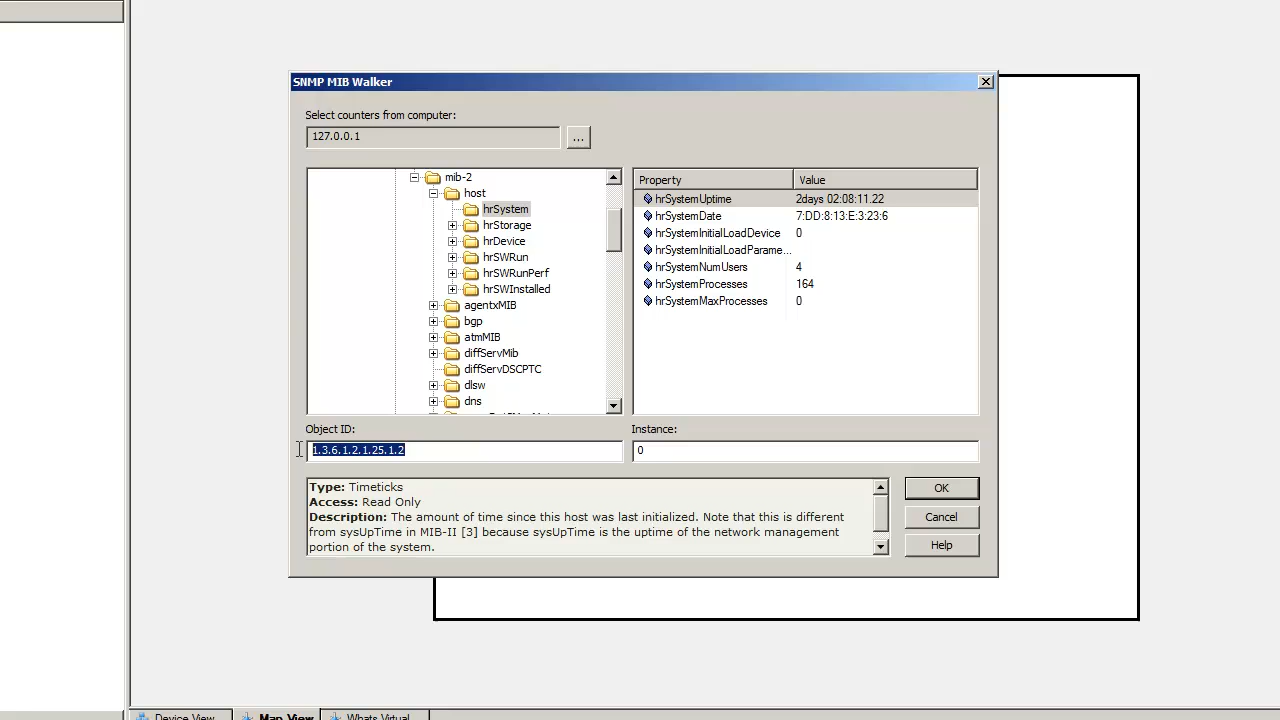 SNMP MIB Walker
Select counters from computer:
127.0.0.1
...
mib-2
host
hrSystem
hrStorage
hrDevice
hrSWRun
hrSWRunPerf
hrSWInstalled
agentxMIB
bgp
atmMIB
diffServMib
diffServDSCPTC
dlsw
dns
Property Value
hrSystemUptime 2days 02:08:11.22
hrSystemDate 7:DD:8:13:E:3:23:6
hrSystemInitialLoadDevice 0
hrSystemInitialLoadParame...
hrSystemNumUsers 4
hrSystemProcesses 164
hrSystemMaxProcesses 0
Object ID:
1.3.6.1.2.1.25.1.2
Instance:
0
Type: Timeticks
Access: Read Only
Description: The amount of time since this host was last initialized. Note that this is different
from sysUpTime in MIB-II [3] because sysUpTime is the uptime of the network management
portion of the system.
OK
Cancel
Help
Device View Map View Whats Virtual